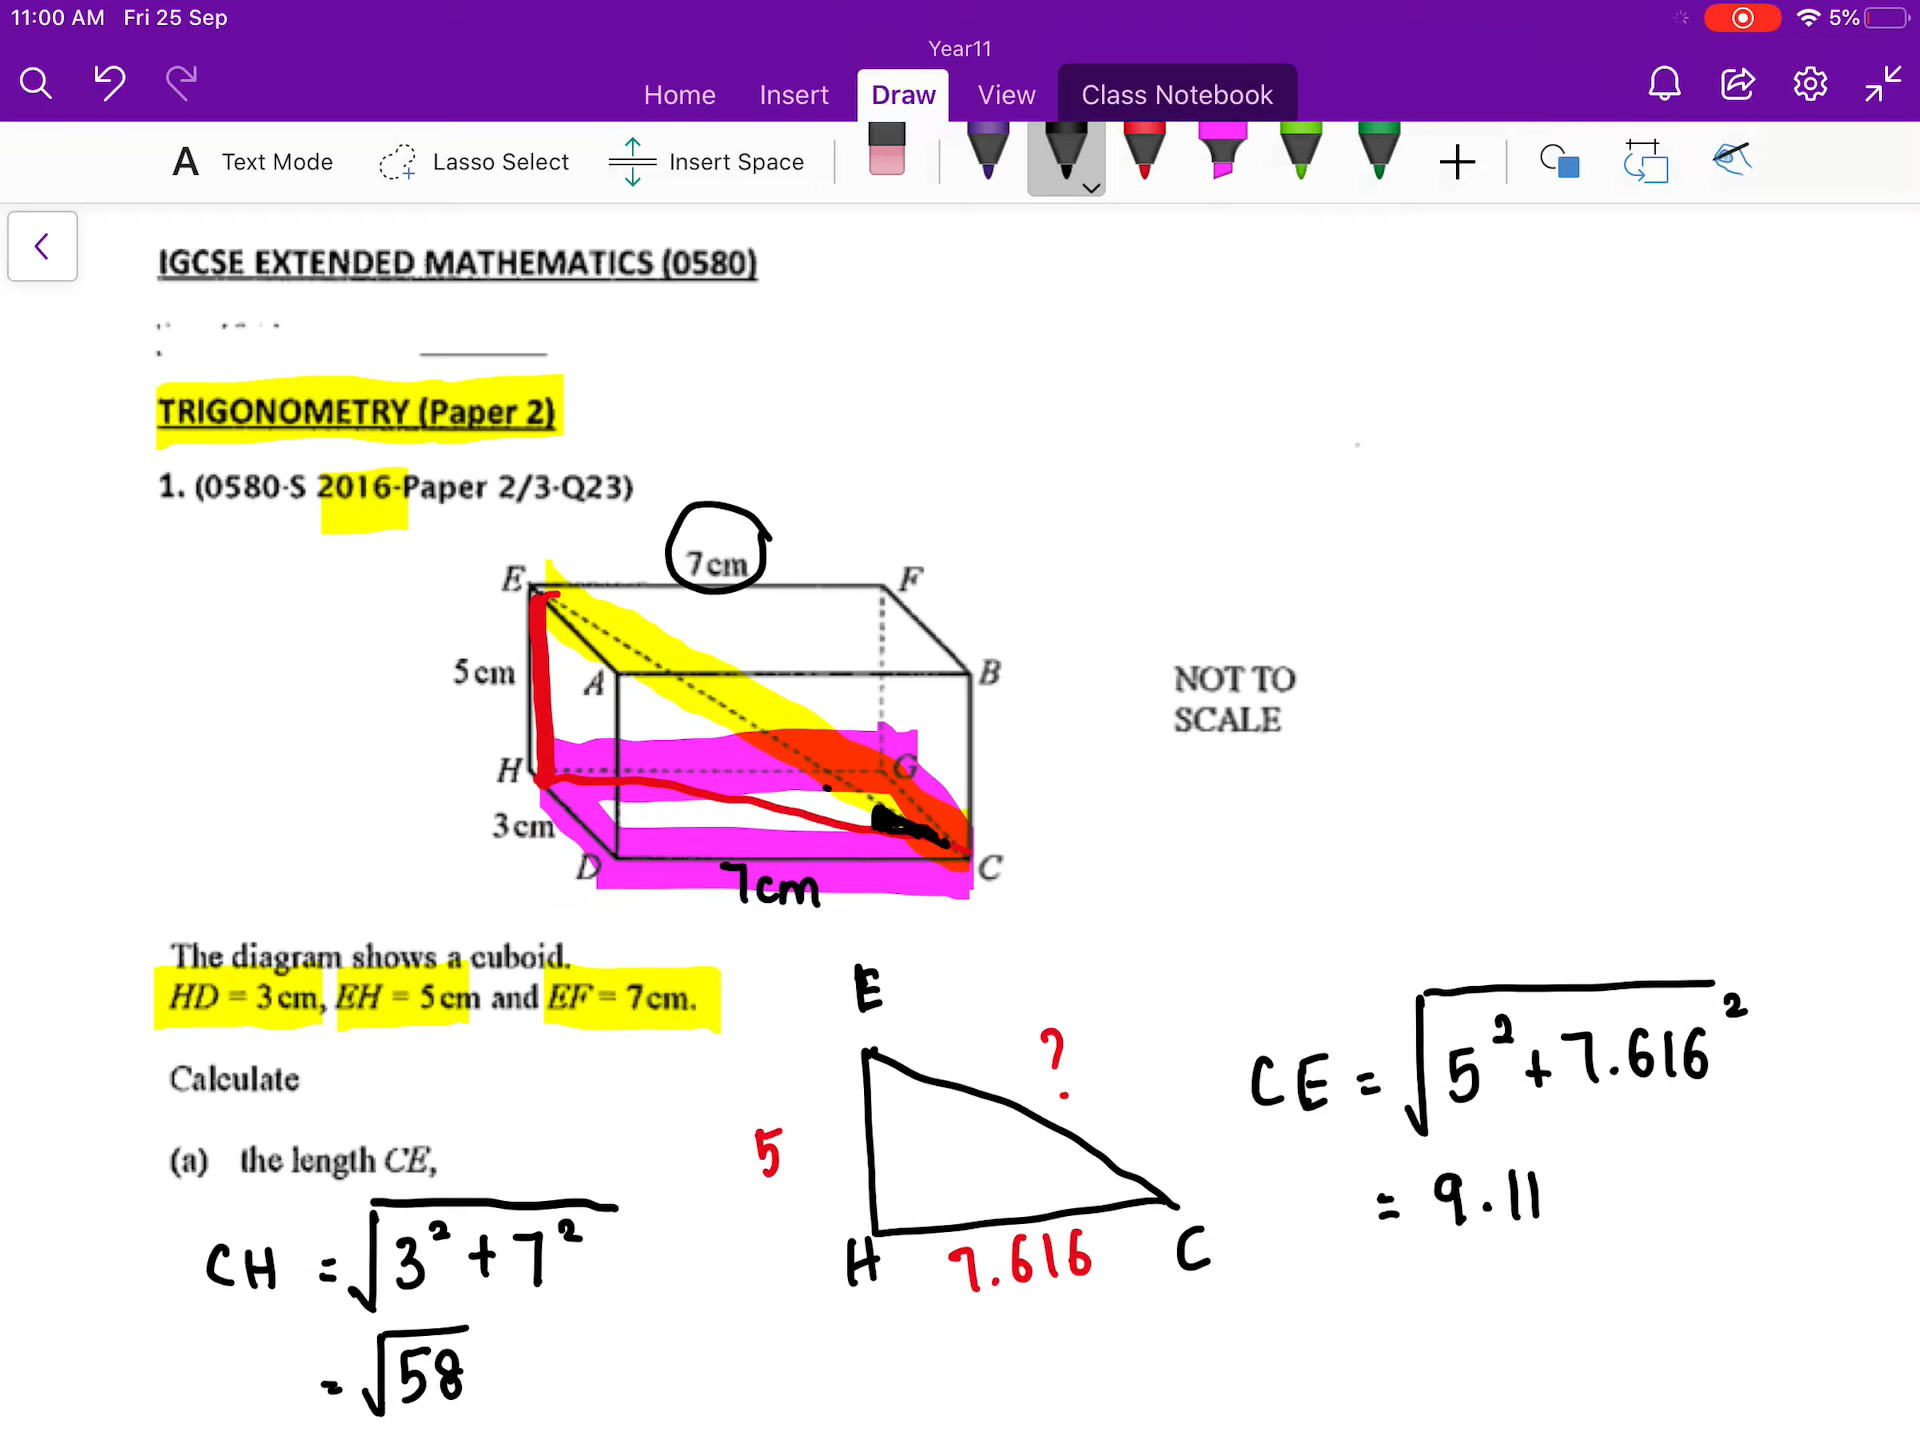 11:00 AM Fri 25 Sep
5%
Year11
Home Insert Draw View Class Notebook
A Text Mode Lasso Select Insert Space
IGCSE EXTENDED MATHEMATICS (0580)
TRIGONOMETRY (Paper 2)
1. (0580-S 2016-Paper 2/3-Q23)
7 cm
E F
5 cm A B
NOT TO
SCALE
H G
3 cm
D C
7cm
The diagram shows a cuboid.
HD = 3 cm, EH = 5 cm and EF = 7 cm.
Calculate
(a) the length CE,
CH = √3² + 7²
= √58
E
?
5
H 7.616 C
CE = √5² + 7.616²
= 9.11